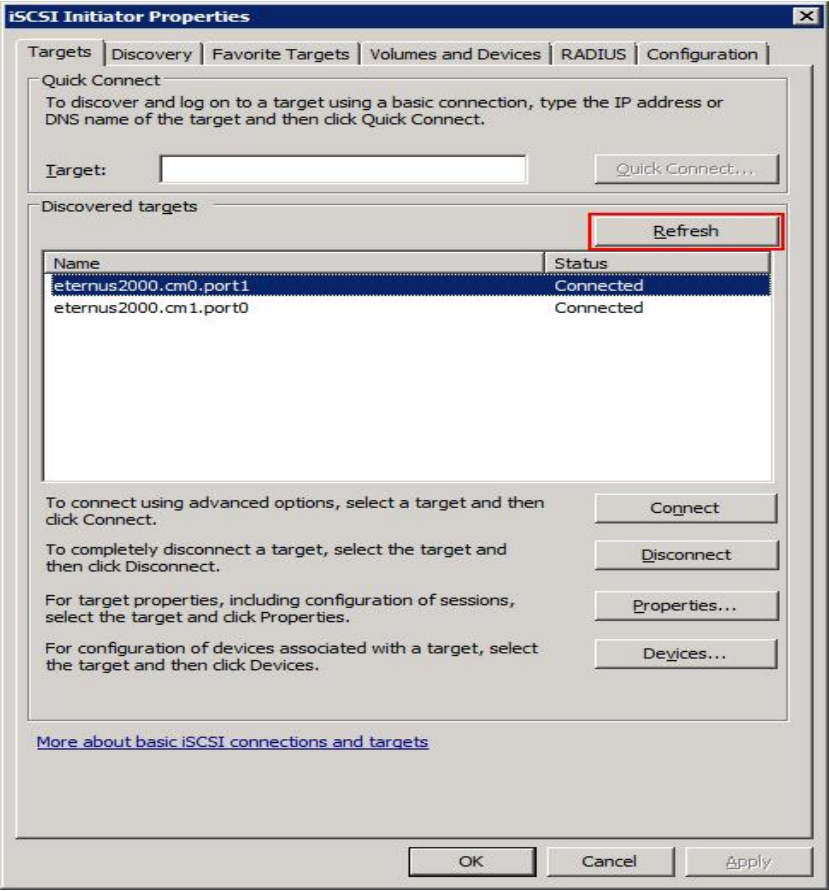 iSCSI Initiator Properties
Targets Discovery Favorite Targets Volumes and Devices RADIUS Configuration
Quick Connect
To discover and log on to a target using a basic connection, type the IP address or
DNS name of the target and then click Quick Connect.
Target:
Quick Connect...
Discovered targets
Refresh
Name Status
eternus2000.cm0.port1 Connected
eternus2000.cm1.port0 Connected
To connect using advanced options, select a target and then
click Connect.
Connect
To completely disconnect a target, select the target and
then click Disconnect.
Disconnect
For target properties, including configuration of sessions,
select the target and click Properties.
Properties...
For configuration of devices associated with a target, select
the target and then click Devices.
Devices...
More about basic iSCSI connections and targets
OK Cancel Apply